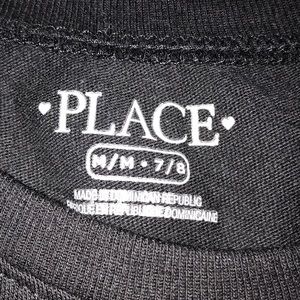 PLACE
M/M • 7/8
MADE IN DOMINICAN REPUBLIC
EN REPUBLIQUE DOMINICAINE